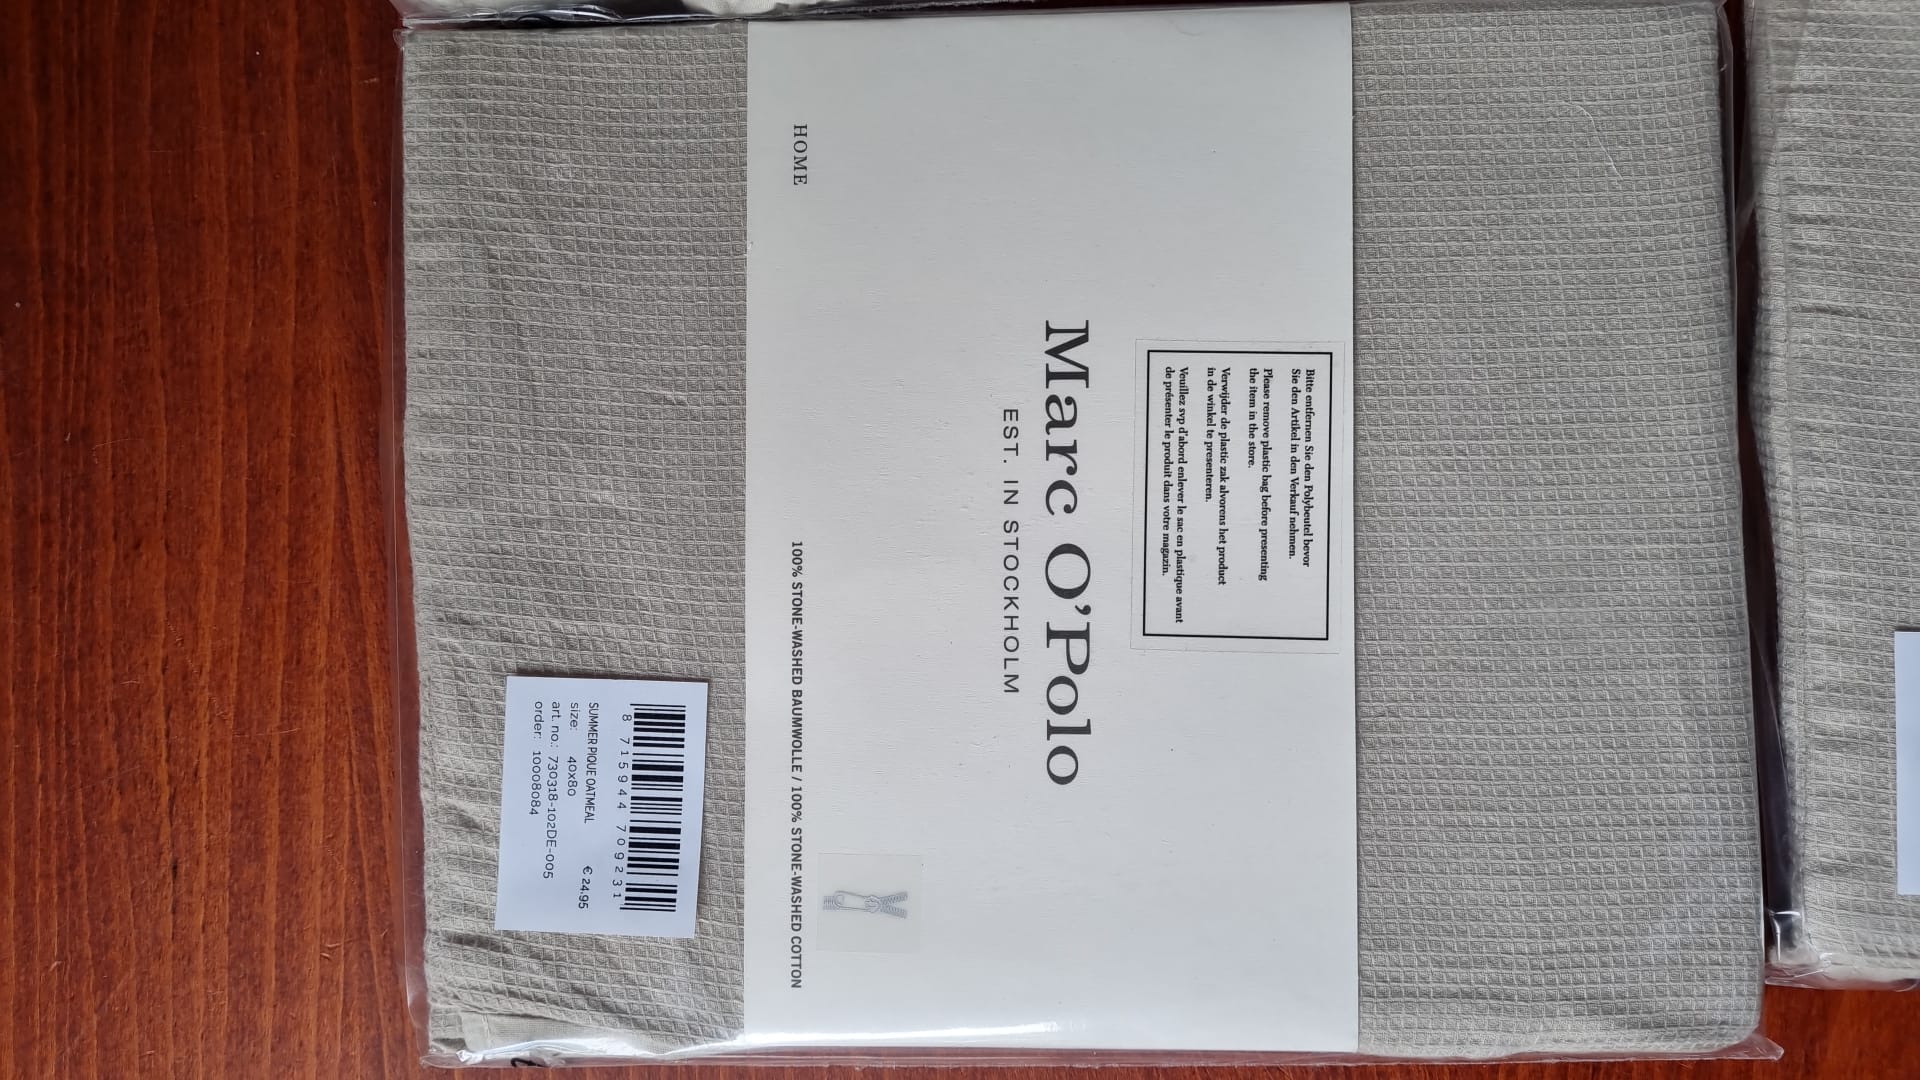 Bitte entfernen Sie den Polybeutel bevor
Sie den Artikel in den Verkauf nehmen.
Please remove plastic bag before presenting
the item in the store.
Verwijder de plastic zak alvorens het product
in de winkel te presenteren.
Veuillez svp d'abord enlever le sac en plastique avant
de présenter le produit dans votre magazin.
Marc O'Polo
EST. IN STOCKHOLM
HOME
100% STONE-WASHED BAUMWOLLE / 100% STONE-WASHED COTTON
8 715944 709231
SUMMER PIQUE OATMEAL € 24.95
size: 40x80
art. no.: 730318-102DE-005
order: 10008084